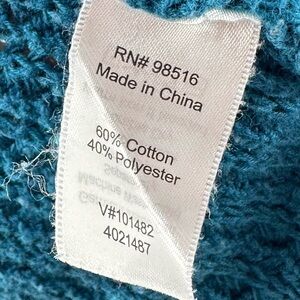 RN# 98516
Made in China
60% Cotton
40% Polyester
V#101482
4021487